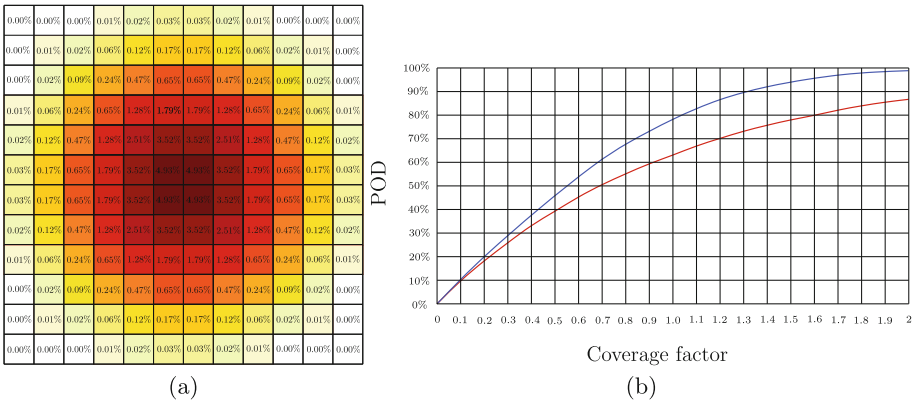 0.00% 0.00% 0.00% 0.01% 0.02% 0.03% 0.03% 0.02% 0.01% 0.00% 0.00% 0.00%
0.00% 0.01% 0.02% 0.06% 0.12% 0.17% 0.17% 0.12% 0.06% 0.02% 0.01% 0.00%
0.00% 0.02% 0.09% 0.24% 0.47% 0.65% 0.65% 0.47% 0.24% 0.09% 0.02% 0.00%
0.01% 0.06% 0.24% 0.65% 1.28% 1.79% 1.79% 1.28% 0.65% 0.24% 0.06% 0.01%
0.02% 0.12% 0.47% 1.28% 2.51% 3.52% 3.52% 2.51% 1.28% 0.47% 0.12% 0.02%
0.03% 0.17% 0.65% 1.79% 3.52% 4.93% 4.93% 3.52% 1.79% 0.65% 0.17% 0.03%
0.03% 0.17% 0.65% 1.79% 3.52% 4.93% 4.93% 3.52% 1.79% 0.65% 0.17% 0.03%
0.02% 0.12% 0.47% 1.28% 2.51% 3.52% 3.52% 2.51% 1.28% 0.47% 0.12% 0.02%
0.01% 0.06% 0.24% 0.65% 1.28% 1.79% 1.79% 1.28% 0.65% 0.24% 0.06% 0.01%
0.00% 0.02% 0.09% 0.24% 0.47% 0.65% 0.65% 0.47% 0.24% 0.09% 0.02% 0.00%
0.00% 0.01% 0.02% 0.06% 0.12% 0.17% 0.17% 0.12% 0.06% 0.02% 0.01% 0.00%
0.00% 0.00% 0.00% 0.01% 0.02% 0.03% 0.03% 0.02% 0.01% 0.00% 0.00% 0.00%
(a)
POD
100%
90%
80%
70%
60%
50%
40%
30%
20%
10%
0%
0 0.1 0.2 0.3 0.4 0.5 0.6 0.7 0.8 0.9 1.0 1.1 1.2 1.3 1.4 1.5 1.6 1.7 1.8 1.9 2
Coverage factor
(b)